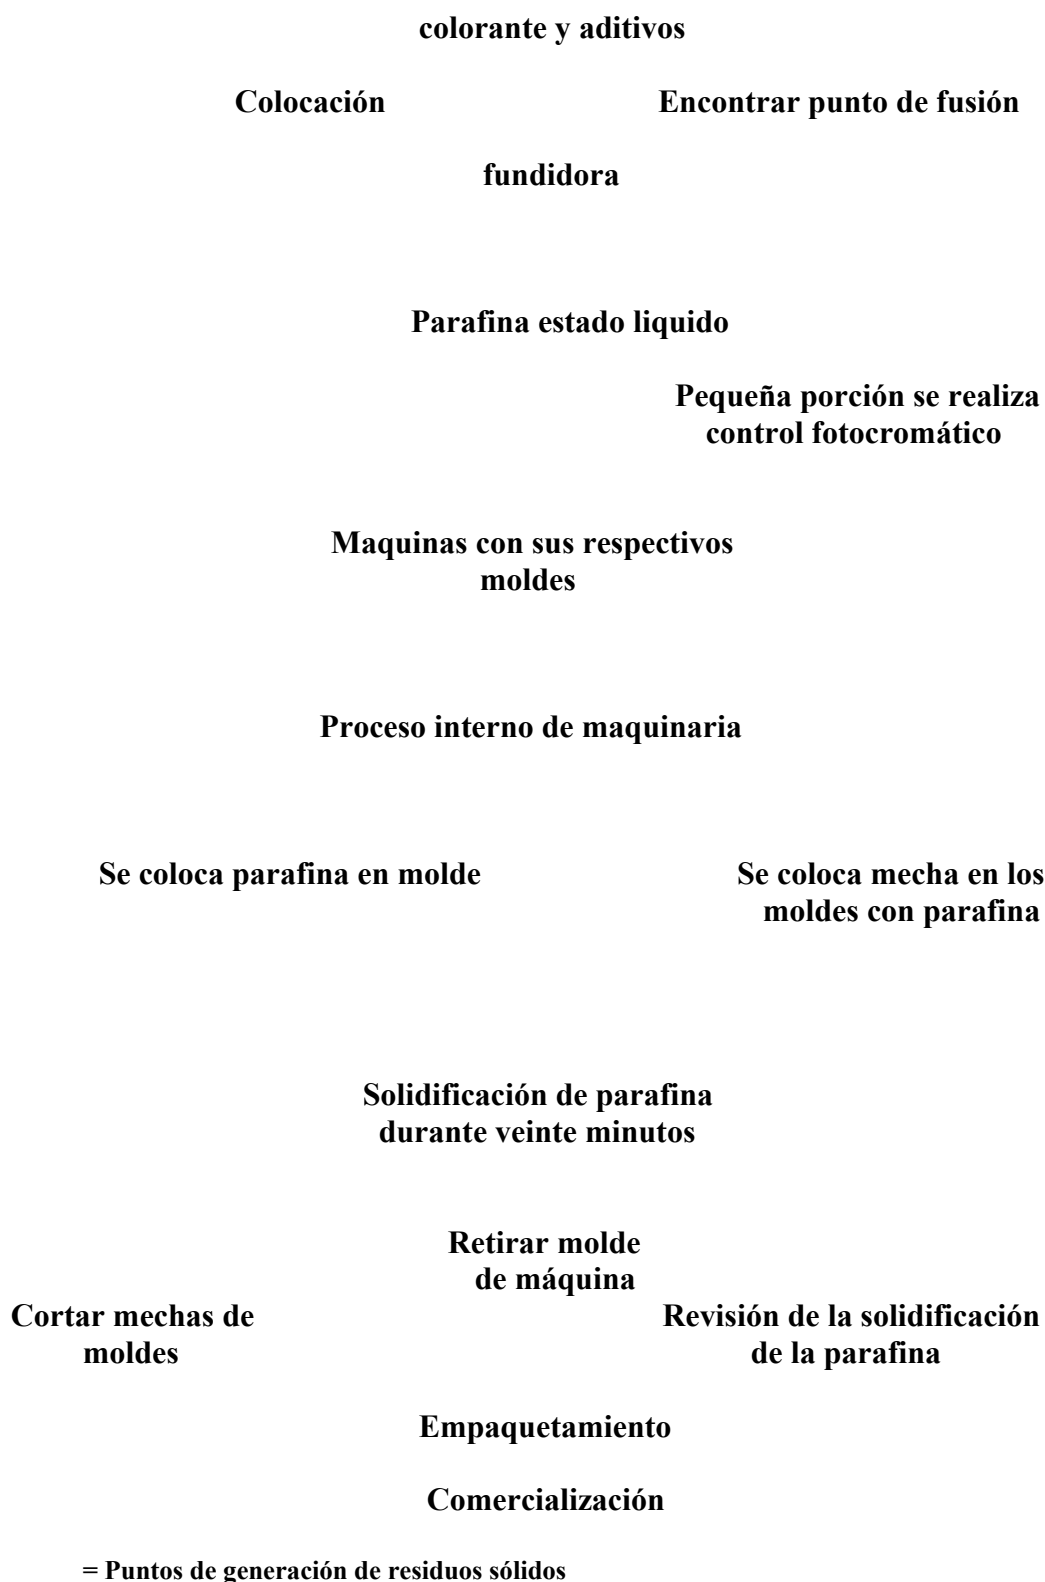 colorante y aditivos
Colocación
Encontrar punto de fusión
fundidora
Parafina estado liquido
Pequeña porción se realiza
control fotocromático
Maquinas con sus respectivos
moldes
Proceso interno de maquinaria
Se coloca parafina en molde
Se coloca mecha en los
moldes con parafina
Solidificación de parafina
durante veinte minutos
Retirar molde
de máquina
Cortar mechas de
moldes
Revisión de la solidificación
de la parafina
Empaquetamiento
Comercialización
= Puntos de generación de residuos sólidos